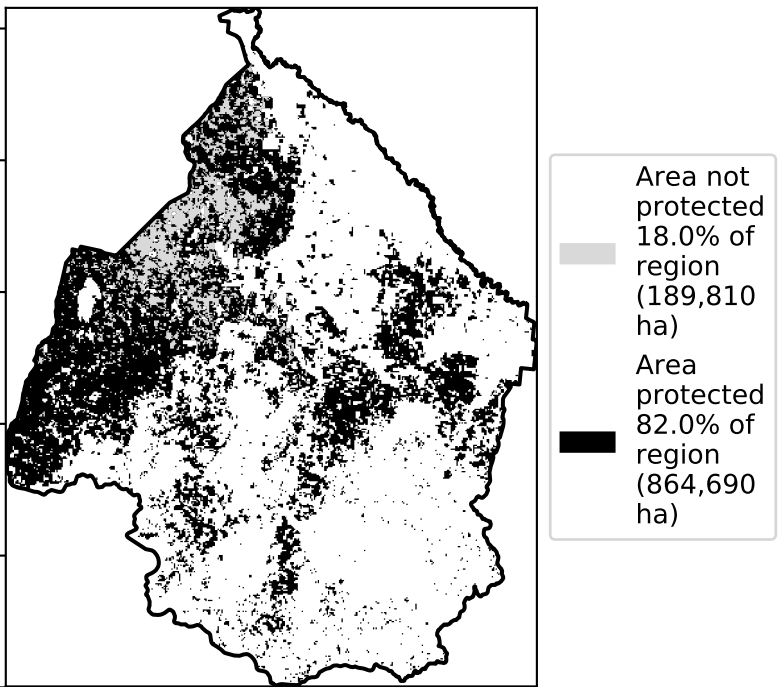 Area not
protected
18.0% of
region
(189,810
ha)
Area
protected
82.0% of
region
(864,690
ha)